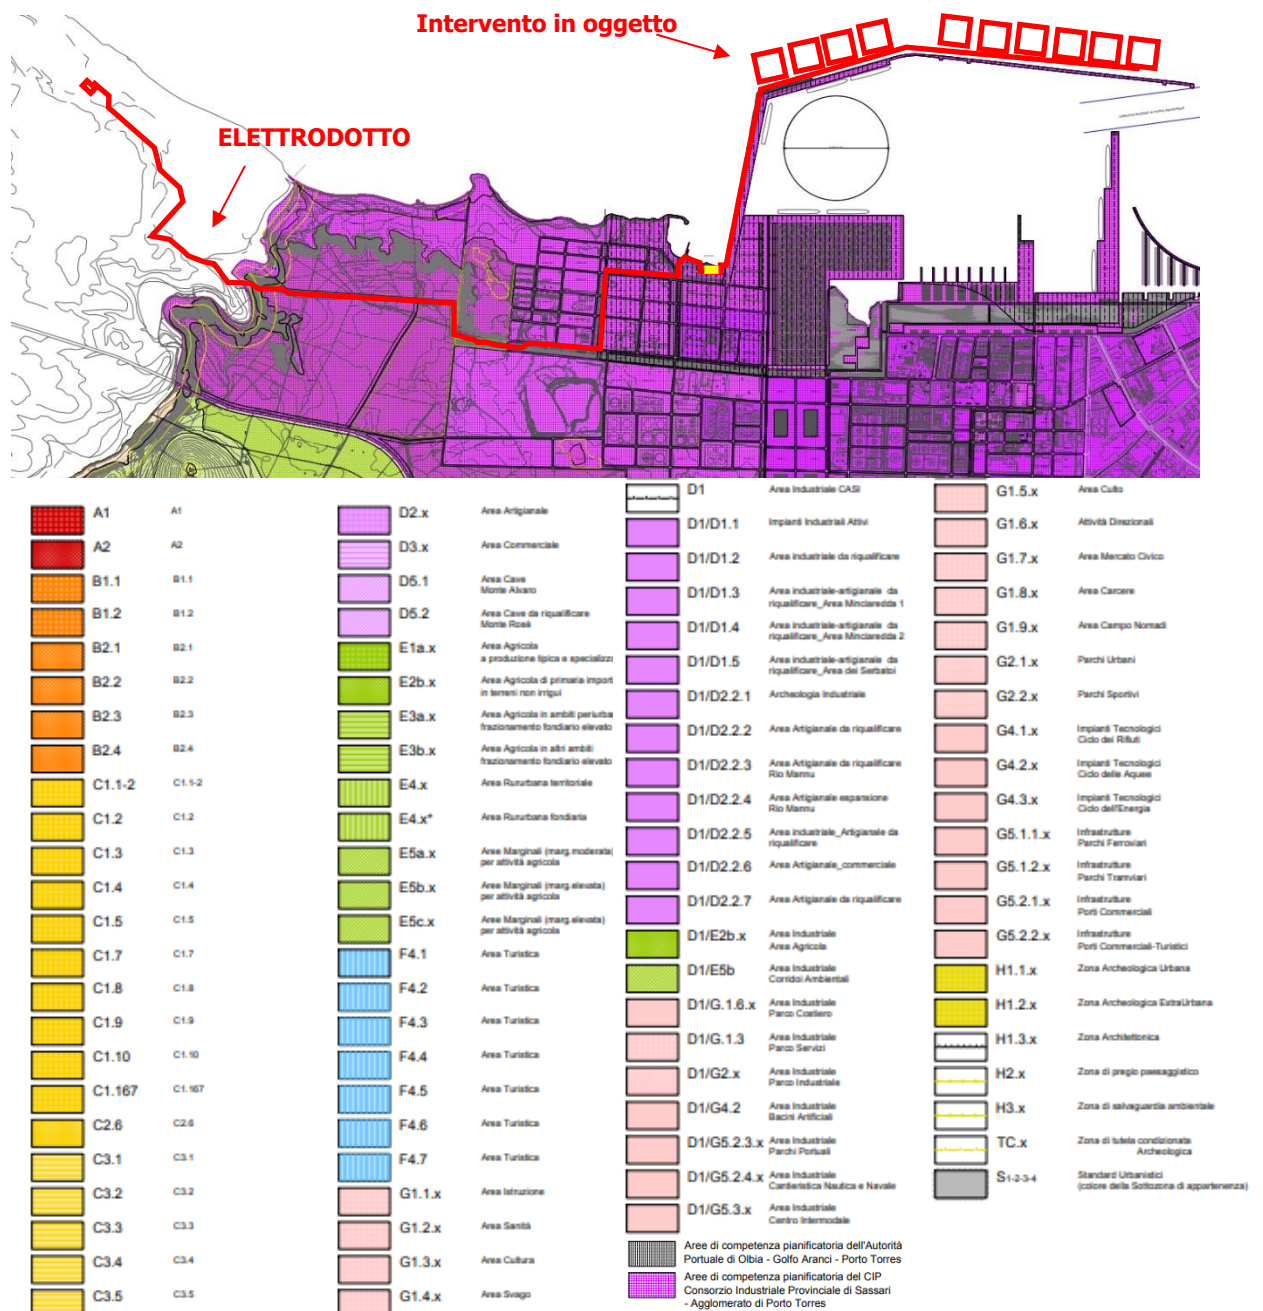 Intervento in oggetto
ELETTRODOTTO
A1 A1
A2 A2
B1.1 B1.1
B1.2 B1.2
B2.1 B2.1
B2.2 B2.2
B2.3 B2.3
B2.4 B2.4
C1.1-2 C1.1-2
C1.2 C1.2
C1.3 C1.3
C1.4 C1.4
C1.5 C1.5
C1.7 C1.7
C1.8 C1.8
C1.9 C1.9
C1.10 C1.10
C1.167 C1.167
C2.6 C2.6
C3.1 C3.1
C3.2 C3.2
C3.3 C3.3
C3.4 C3.4
C3.5 C3.5
D2.x Area Artigianale
D3.x Area Commerciale
D5.1 Area Cave
Monte Alvaro
D5.2 Area Cave da riqualificare
Monte Rosè
E1a.x Area Agricola
a produzione tipica e specializz
E2b.x Area Agricola di primaria import
in terreni non irrigui
E3a.x Area Agricola in ambiti periurba
frazionamento fondiario elevato
E3b.x Area Agricola in altri ambiti
frazionamento fondiario elevato
E4.x Area Rururbana territoriale
E4.x* Area Rururbana fondiaria
E5a.x Aree Marginali (marg.moderata)
per attività agricola
E5b.x Aree Marginali (marg.elevata)
per attività agricola
E5c.x Aree Marginali (marg.elevata)
per attività agricola
F4.1 Area Turistica
F4.2 Area Turistica
F4.3 Area Turistica
F4.4 Area Turistica
F4.5 Area Turistica
F4.6 Area Turistica
F4.7 Area Turistica
G1.1.x Area Istruzione
G1.2.x Area Sanità
G1.3.x Area Cultura
G1.4.x Area Svago
D1 Area Industriale CASI
D1/D1.1 Impianti Industriali Attivi
D1/D1.2 Area industriale da riqualificare
D1/D1.3 Area industriale-artigianale da
riqualificare_Area Minciaredda 1
D1/D1.4 Area industriale-artigianale da
riqualificare_Area Minciaredda 2
D1/D1.5 Area industriale-artigianale da
riqualificare_Area dei Serbatoi
D1/D2.2.1 Archeologia Industriale
D1/D2.2.2 Area Artigianale da riqualificare
D1/D2.2.3 Area Artigianale da riqualificare
Rio Mannu
D1/D2.2.4 Area Artigianale espansione
Rio Mannu
D1/D2.2.5 Area industriale_Artigianale da
riqualificare
D1/D2.2.6 Area Artigianale_commerciale
D1/D2.2.7 Area Artigianale da riqualificare
D1/E2b.x Area Industriale
Area Agricola
D1/E5b Area Industriale
Corridoi Ambientali
D1/G.1.6.x Area Industriale
Parco Costiero
D1/G.1.3 Area Industriale
Parco Servizi
D1/G2.x Area Industriale
Parco Industriale
D1/G4.2 Area Industriale
Bacini Artificiali
D1/G5.2.3.x Area Industriale
Parchi Portuali
D1/G5.2.4.x Area Industriale
Cantieristica Nautica e Navale
D1/G5.3.x Area Industriale
Centro Intermodale
Aree di competenza pianificatoria dell'Autorità
Portuale di Olbia - Golfo Aranci - Porto Torres
Aree di competenza pianificatoria del CIP
Consorzio Industriale Provinciale di Sassari
- Agglomerato di Porto Torres
G1.5.x Area Culto
G1.6.x Attività Direzionali
G1.7.x Area Mercato Civico
G1.8.x Area Carcere
G1.9.x Area Campo Nomadi
G2.1.x Parchi Urbani
G2.2.x Parchi Sportivi
G4.1.x Impianti Tecnologici
Ciclo dei Rifiuti
G4.2.x Impianti Tecnologici
Ciclo delle Aquee
G4.3.x Impianti Tecnologici
Ciclo dell'Energia
G5.1.1.x Infrastrutture
Parchi Ferroviari
G5.1.2.x Infrastrutture
Parchi Tramviari
G5.2.1.x Infrastrutture
Porti Commerciali
G5.2.2.x Infrastrutture
Porti Commerciali-Turistici
H1.1.x Zona Archeologica Urbana
H1.2.x Zona Archeologica ExtraUrbana
H1.3.x Zona Architettonica
H2.x Zona di pregio paesaggistico
H3.x Zona di salvaguardia ambientale
TC.x Zona di tutela condizionata
Archeologica
S1-2-3-4 Standard Urbanistici
(colore della Sottozona di appartenenza)